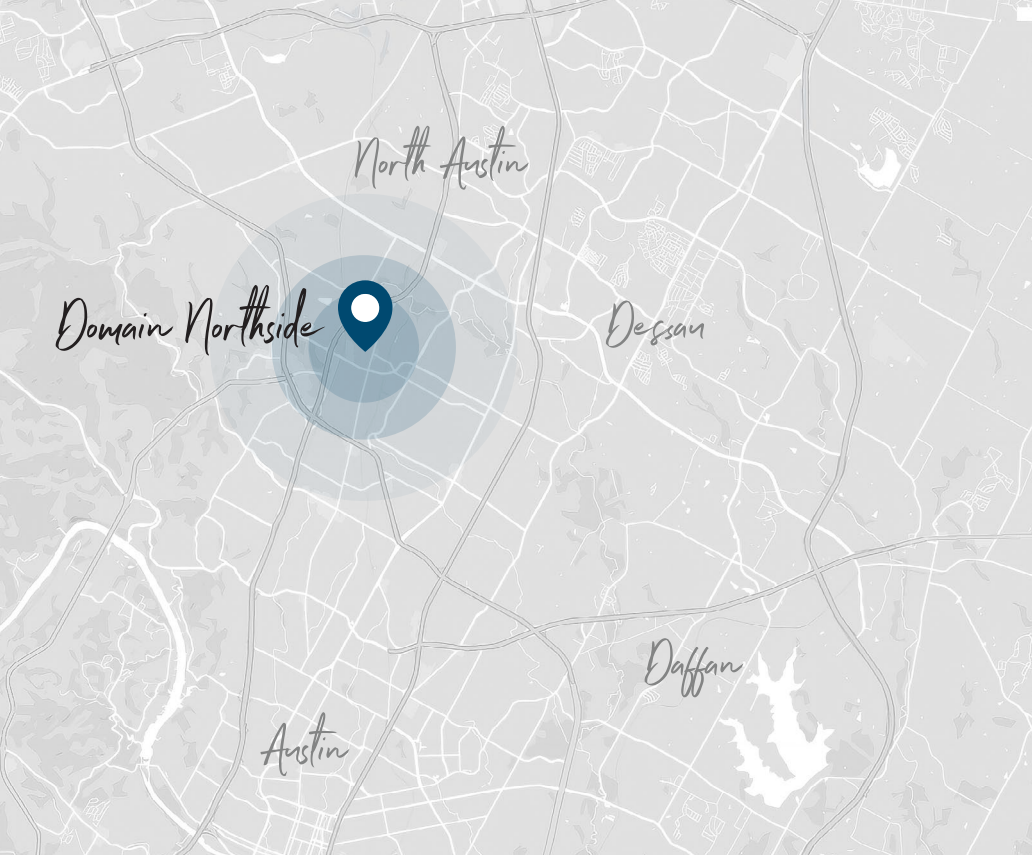 North Austin
Domain Northside
Dessau
Daffan
Austin